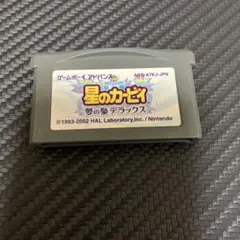 ゲームボーイアドバンス
AGB-A7KJ-JPN
星のカービィ
夢の泉デラックス
©1993-2002 HAL Laboratory,Inc. / Nintendo